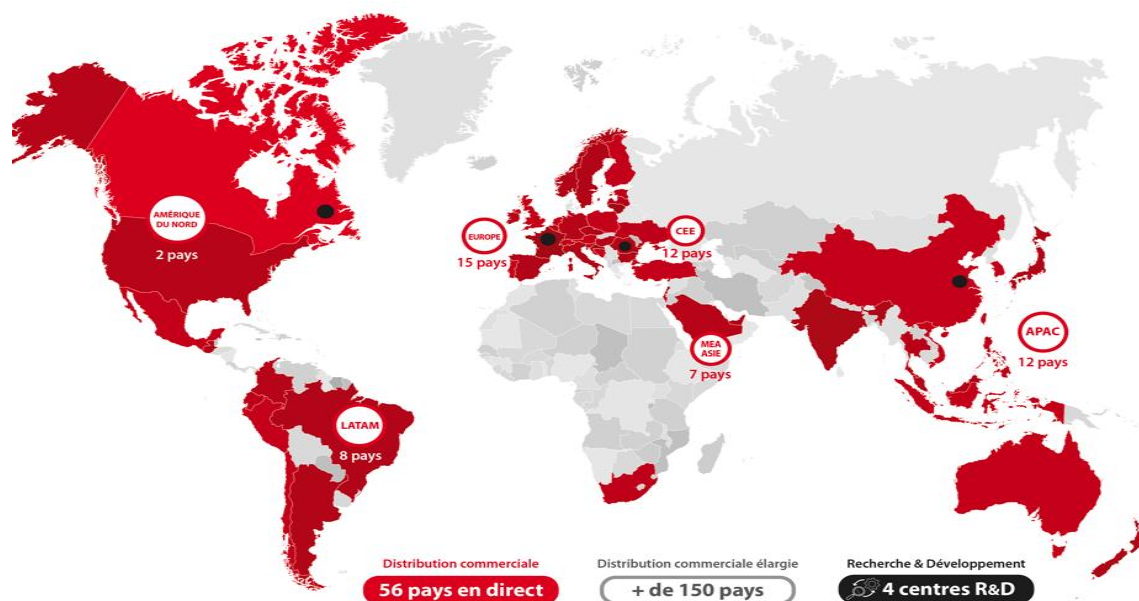 AMÉRIQUE
DU NORD
2 pays
EUROPE
15 pays
CEE
12 pays
MEA
ASIE
7 pays
APAC
12 pays
LATAM
8 pays
Distribution commerciale
56 pays en direct
Distribution commerciale élargie
+ de 150 pays
Recherche & Développement
4 centres R&D